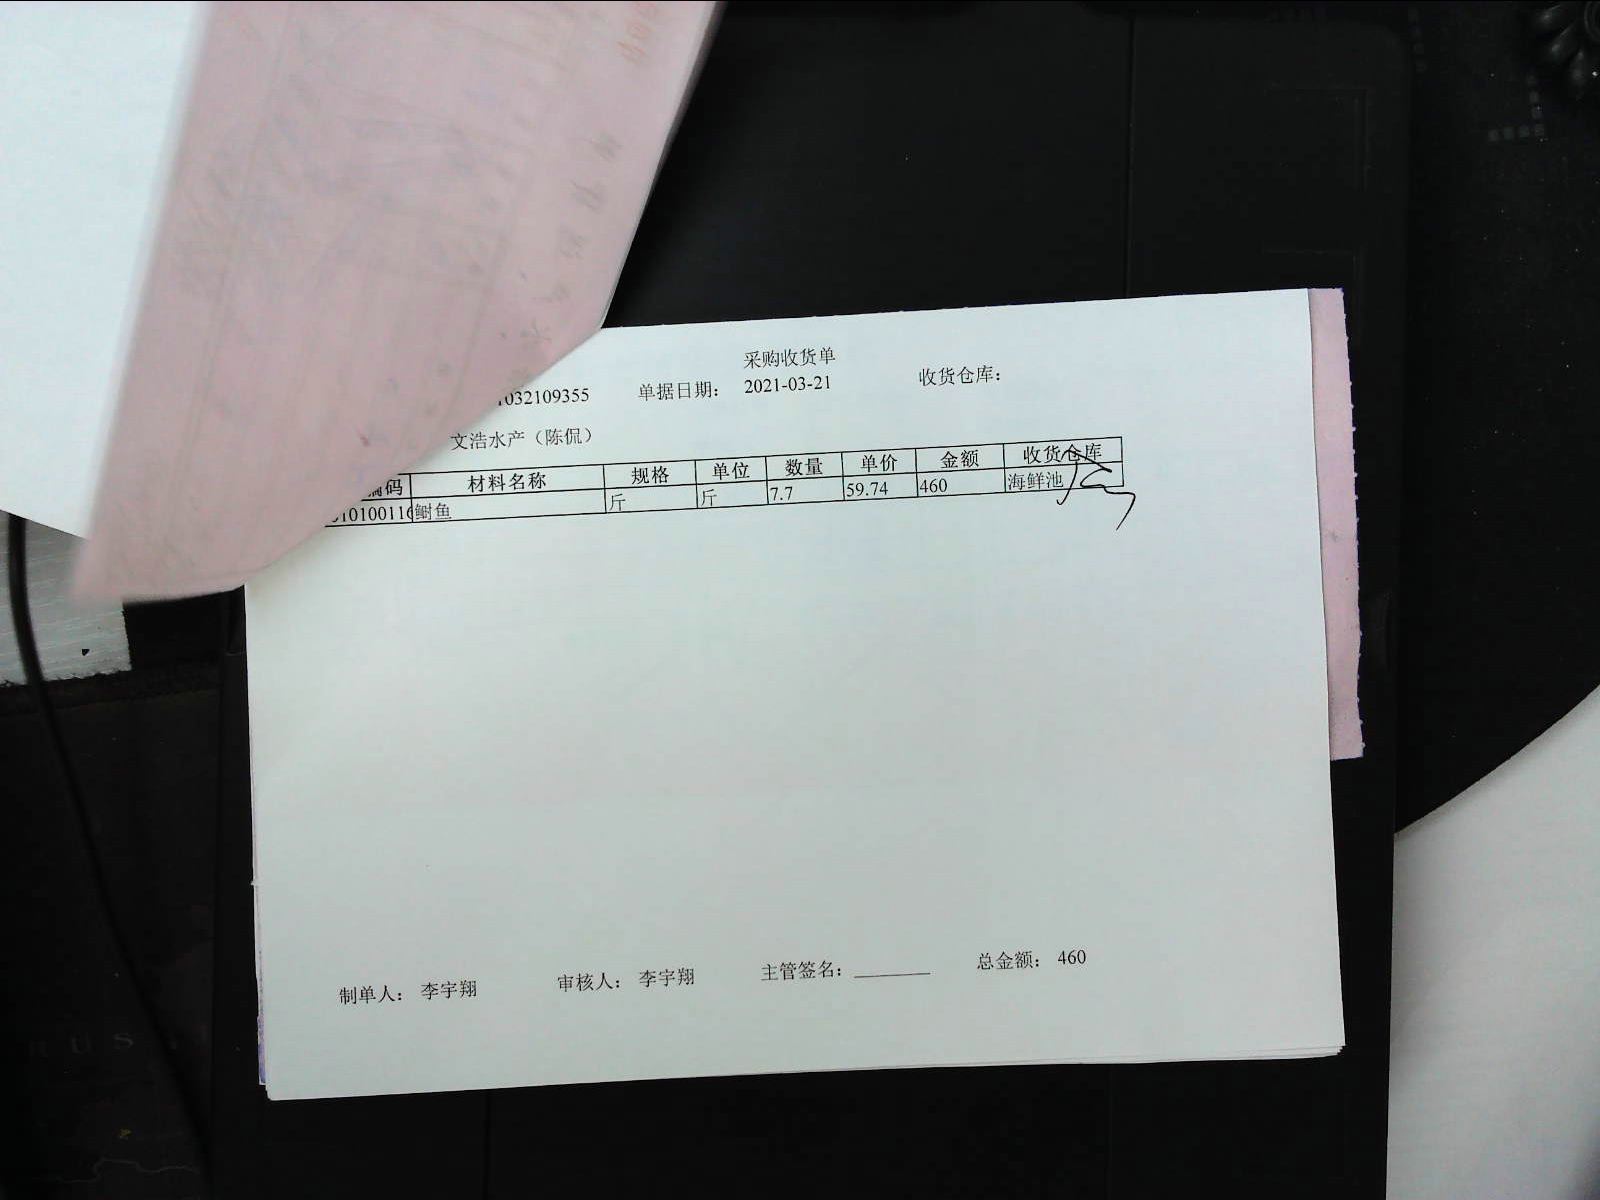 采购收货单
1032109355 单据日期： 2021-03-21 收货仓库：
文浩水产（陈侃）
编码 材料名称 规格 单位 数量 单价 金额 收货仓库
10100116 鲥鱼 斤 斤 7.7 59.74 460 海鲜池
制单人： 李宇翔 审核人： 李宇翔 主管签名： 总金额： 460